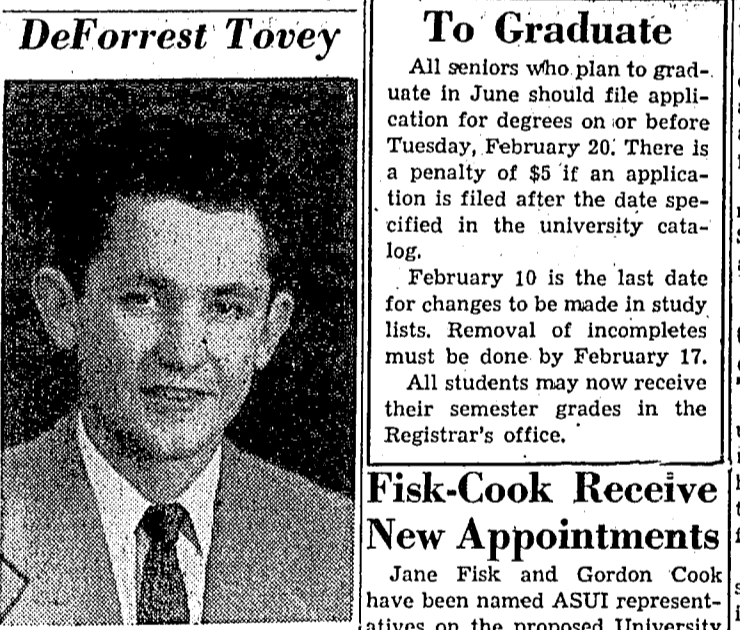 DeForrest Tovey
To Graduate
All seniors who plan to grad-
uate in June should file appli-
cation for degrees on or before
Tuesday, February 20. There is
a penalty of $5 if an applica-
tion is filed after the date spe-
cified in the university cata-
log.
February 10 is the last date
for changes to be made in study
lists. Removal of incompletes
must be done by February 17.
All students may now receive
their semester grades in the
Registrar's office.
Fisk-Cook Receive
New Appointments
Jane Fisk and Gordon Cook
have been named ASUI represent-
atives on the proposed University